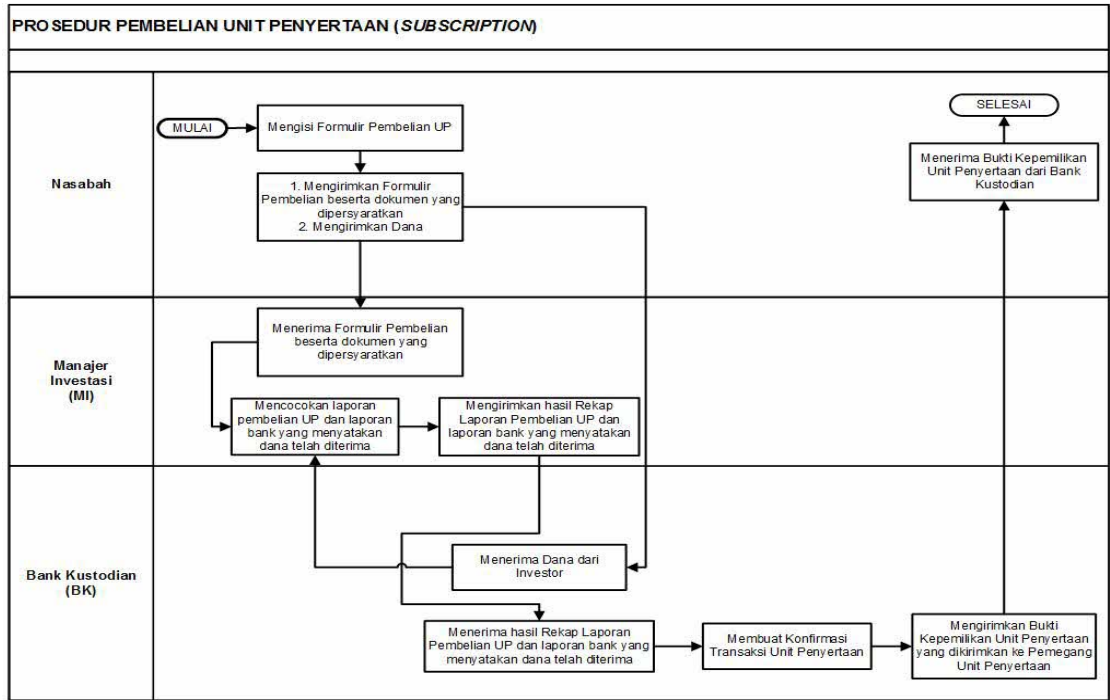 PROSEDUR PEMBELIAN UNIT PENYERTAAN (SUBSCRIPTION)
Nasabah
MULAI
Mengisi Formulir Pembelian UP
1. Mengirimkan Formulir
Pembelian beserta dokumen yang
dipersyaratkan
2. Mengirimkan Dana
SELESAI
Menerima Bukti Kepemilikan
Unit Penyertaan dari Bank
Kustodian
Manajer
Investasi
(MI)
Menerima Formulir Pembelian
beserta dokumen yang
dipersyaratkan
Mencocokan laporan
pembelian UP dan laporan
bank yang menyatakan
dana telah diterima
Mengirimkan hasil Rekap
Laporan Pembelian UP dan
laporan bank yang menyatakan
dana telah diterima
Bank Kustodian
(BK)
Menerima Dana dari
Investor
Menerima hasil Rekap Laporan
Pembelian UP dan laporan bank yang
menyatakan dana telah diterima
Membuat Konfirmasi
Transaksi Unit Penyertaan
Mengirimkan Bukti
Kepemilikan Unit Penyertaan
yang dikirimkan ke Pemegang
Unit Penyertaan